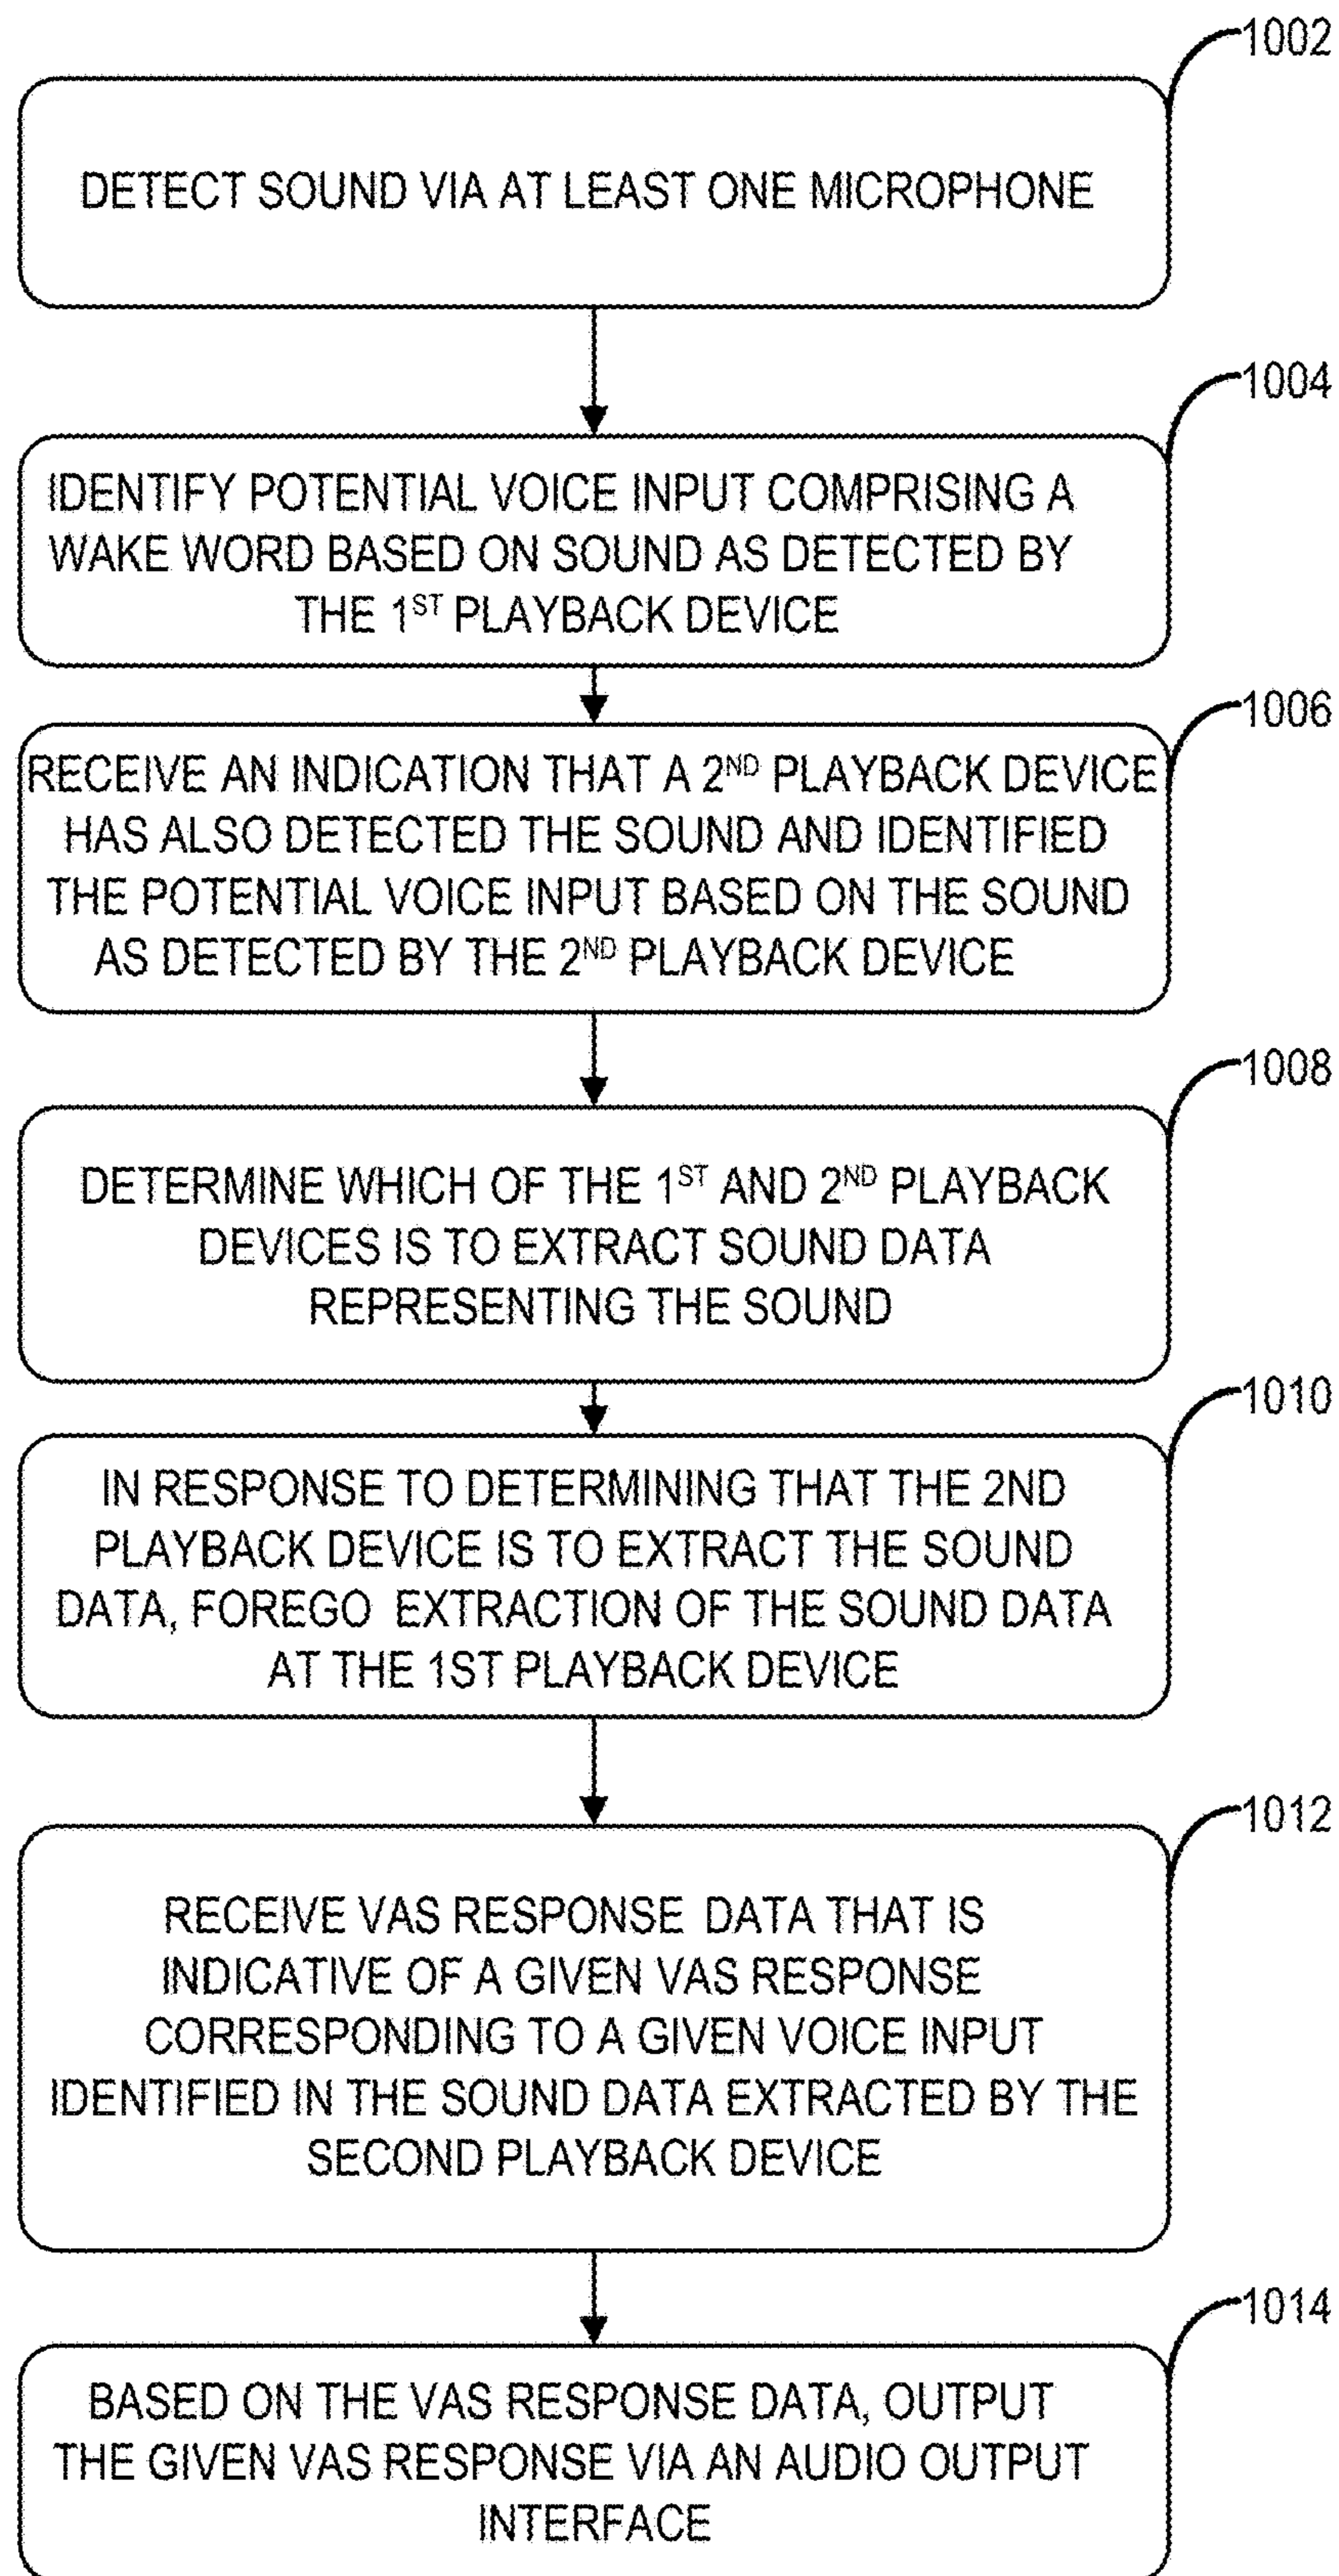 1002
DETECT SOUND VIA AT LEAST ONE MICROPHONE
1004
IDENTIFY POTENTIAL VOICE INPUT COMPRISING A
WAKE WORD BASED ON SOUND AS DETECTED BY
THE 1ST PLAYBACK DEVICE
1006
RECEIVE AN INDICATION THAT A 2ND PLAYBACK DEVICE
HAS ALSO DETECTED THE SOUND AND IDENTIFIED
THE POTENTIAL VOICE INPUT BASED ON THE SOUND
AS DETECTED BY THE 2ND PLAYBACK DEVICE
1008
DETERMINE WHICH OF THE 1ST AND 2ND PLAYBACK
DEVICES IS TO EXTRACT SOUND DATA
REPRESENTING THE SOUND
1010
IN RESPONSE TO DETERMINING THAT THE 2ND
PLAYBACK DEVICE IS TO EXTRACT THE SOUND
DATA, FOREGO EXTRACTION OF THE SOUND DATA
AT THE 1ST PLAYBACK DEVICE
1012
RECEIVE VAS RESPONSE DATA THAT IS
INDICATIVE OF A GIVEN VAS RESPONSE
CORRESPONDING TO A GIVEN VOICE INPUT
IDENTIFIED IN THE SOUND DATA EXTRACTED BY THE
SECOND PLAYBACK DEVICE
1014
BASED ON THE VAS RESPONSE DATA, OUTPUT
THE GIVEN VAS RESPONSE VIA AN AUDIO OUTPUT
INTERFACE